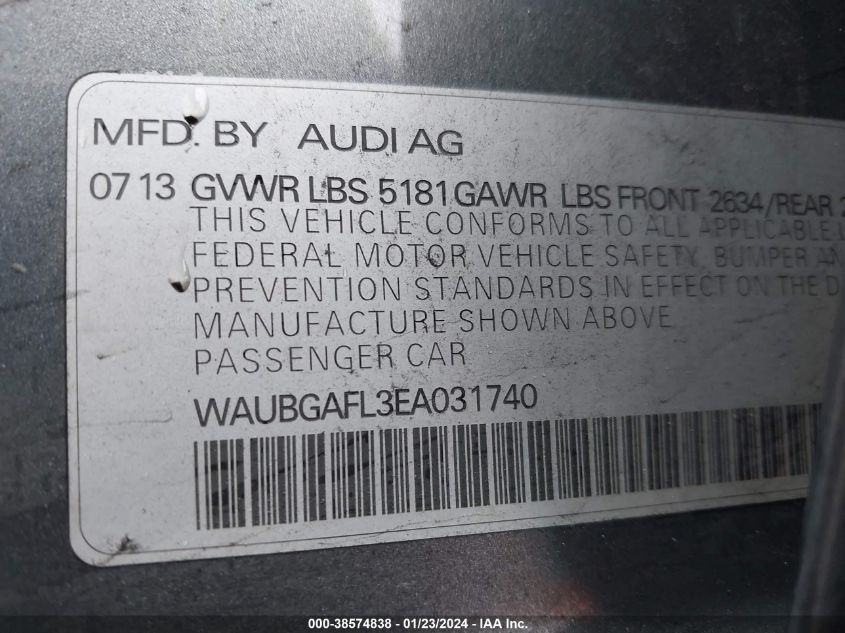 MFD. BY AUDI AG
07 13 GVWR LBS 5181 GAWR LBS FRONT 2634/REAR
THIS VEHICLE CONFORMS TO ALL APPLICABLE
FEDERAL MOTOR VEHICLE SAFETY, BUMPER
PREVENTION STANDARDS IN EFFECT ON THE
MANUFACTURE SHOWN ABOVE
PASSENGER CAR
WAUBGAFL3EA031740
000-38574838 - 01/23/2024 - IAA Inc.